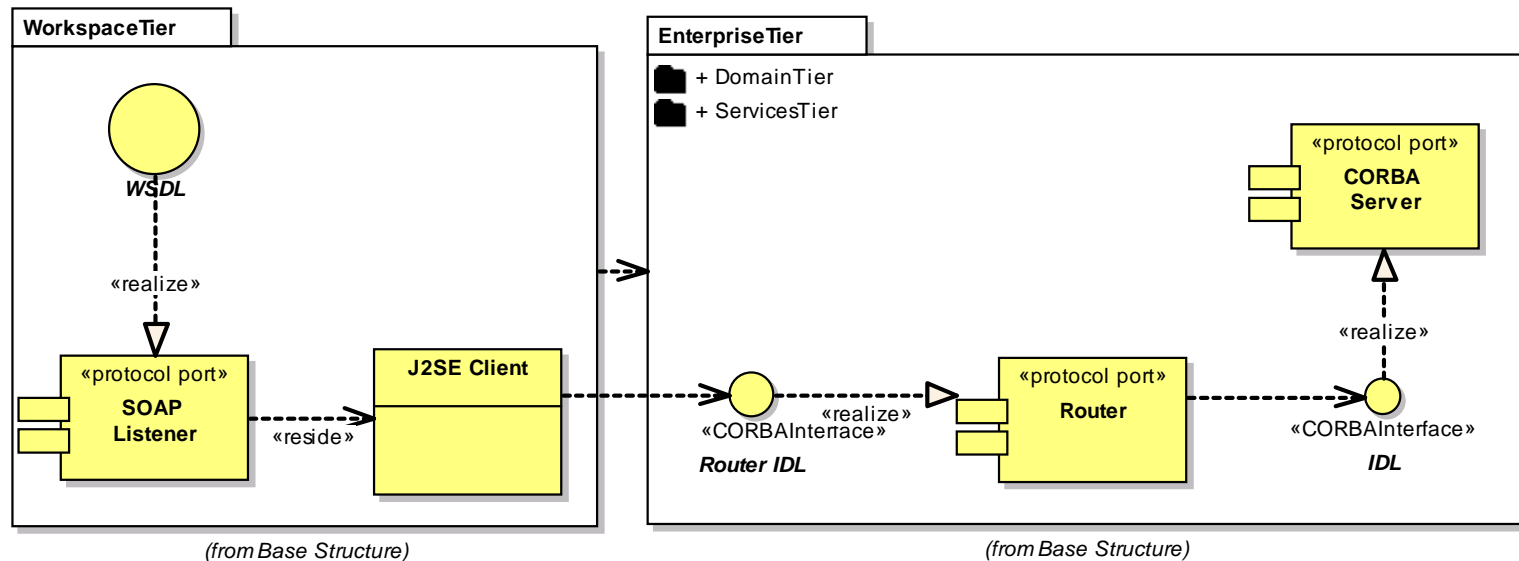 WorkspaceTier
WSDL
«realize»
«protocol port»
SOAP
Listener
«reside»
J2SE Client
(from Base Structure)
EnterpriseTier
+ DomainTier
+ ServicesTier
«protocol port»
CORBA
Server
«realize»
«CORBAInterface»
IDL
«protocol port»
Router
«realize»
«CORBAInterface»
Router IDL
(from Base Structure)